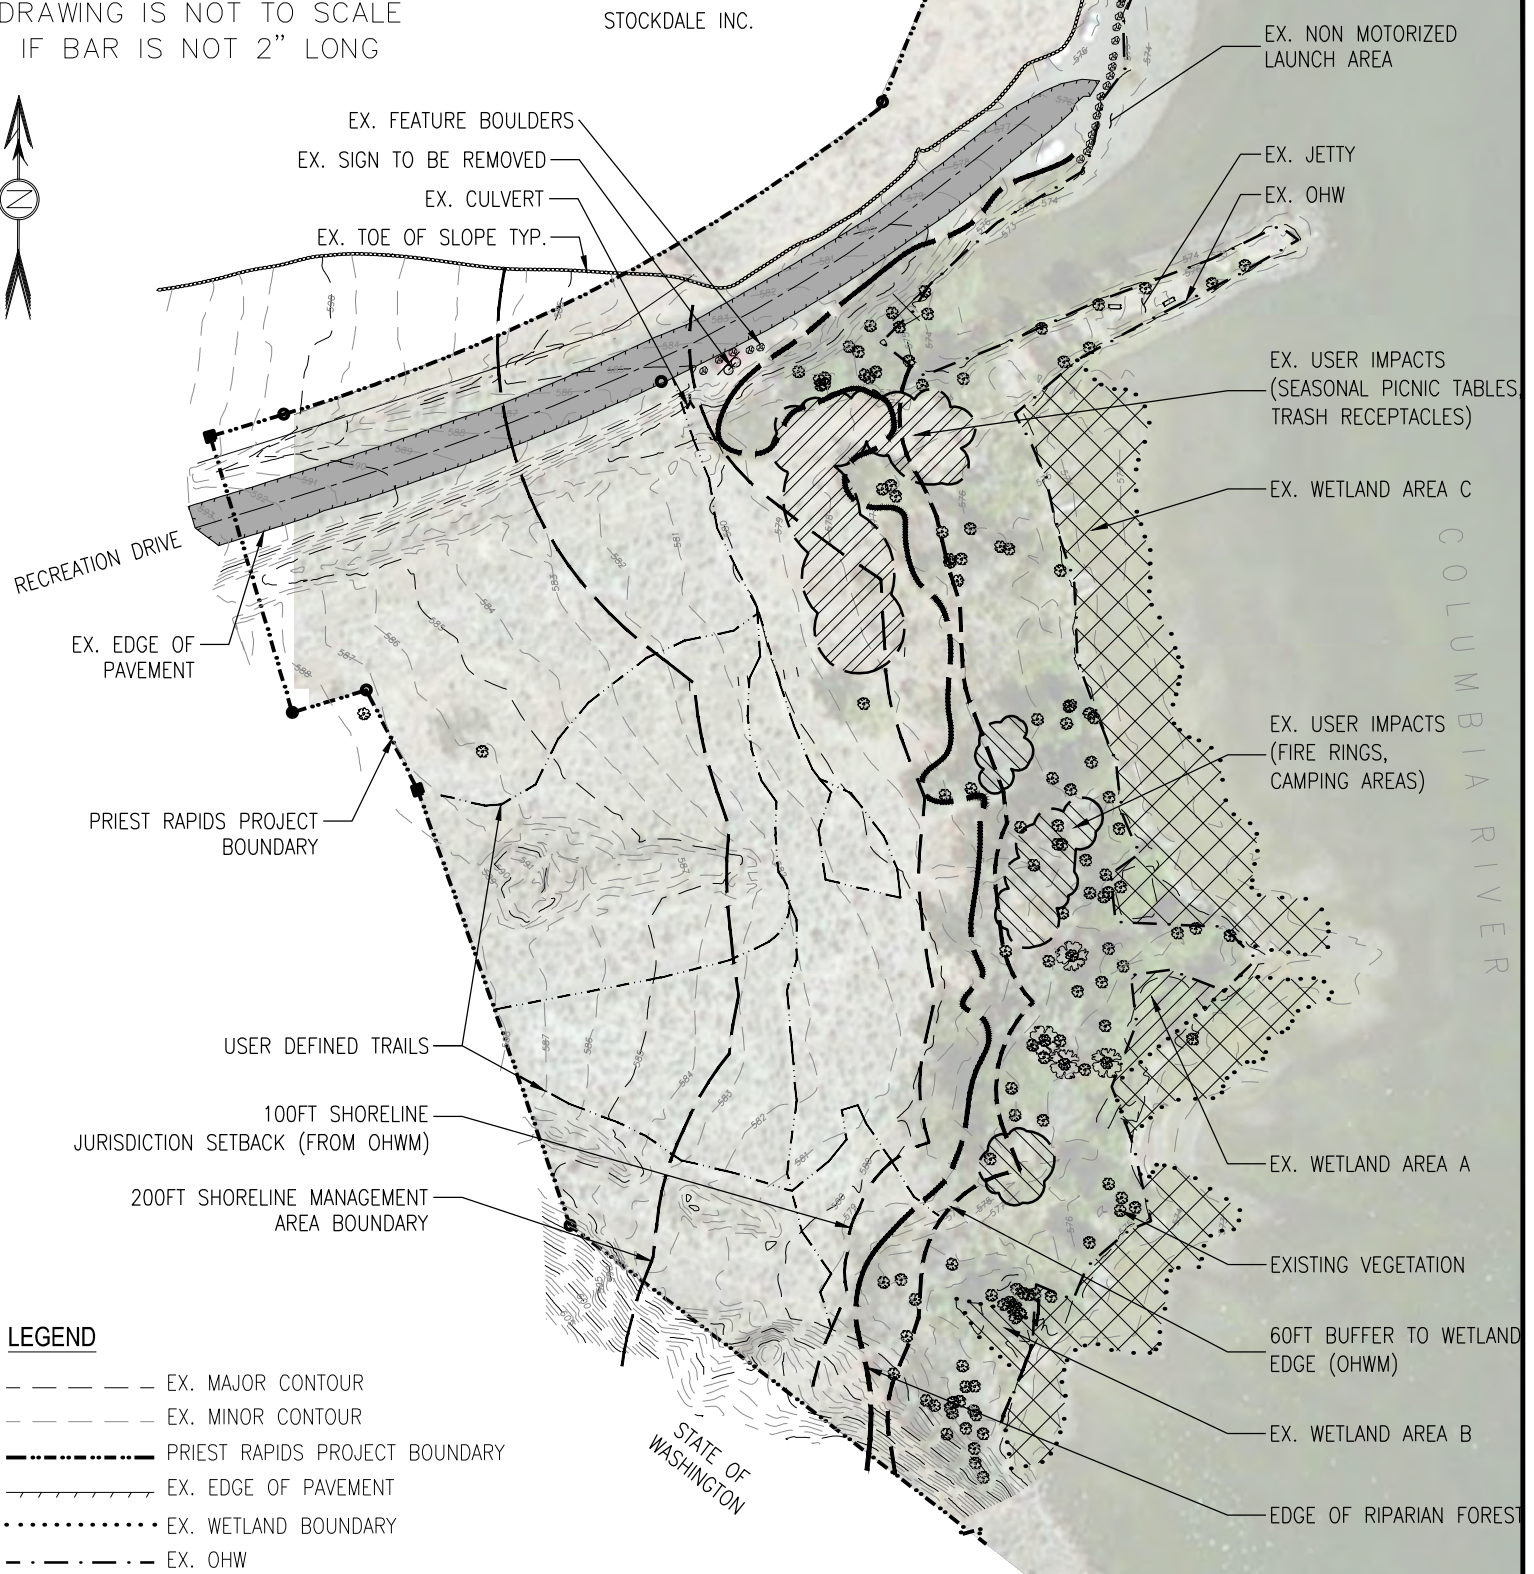 DRAWING IS NOT TO SCALE
IF BAR IS NOT 2" LONG
STOCKDALE INC.
EX. NON MOTORIZED
LAUNCH AREA
EX. FEATURE BOULDERS
EX. SIGN TO BE REMOVED
EX. CULVERT
EX. TOE OF SLOPE TYP.
EX. JETTY
EX. OHW
N
EX. USER IMPACTS
(SEASONAL PICNIC TABLES,
TRASH RECEPTACLES)
EX. WETLAND AREA C
COLUMBIA RIVER
RECREATION DRIVE
EX. EDGE OF
PAVEMENT
EX. USER IMPACTS
(FIRE RINGS,
CAMPING AREAS)
PRIEST RAPIDS PROJECT
BOUNDARY
USER DEFINED TRAILS
100FT SHORELINE
JURISDICTION SETBACK (FROM OHWM)
200FT SHORELINE MANAGEMENT
AREA BOUNDARY
EX. WETLAND AREA A
EXISTING VEGETATION
60FT BUFFER TO WETLAND
EDGE (OHWM)
EX. WETLAND AREA B
EDGE OF RIPARIAN FOREST
STATE OF
WASHINGTON
LEGEND
EX. MAJOR CONTOUR
EX. MINOR CONTOUR
PRIEST RAPIDS PROJECT BOUNDARY
EX. EDGE OF PAVEMENT
EX. WETLAND BOUNDARY
EX. OHW